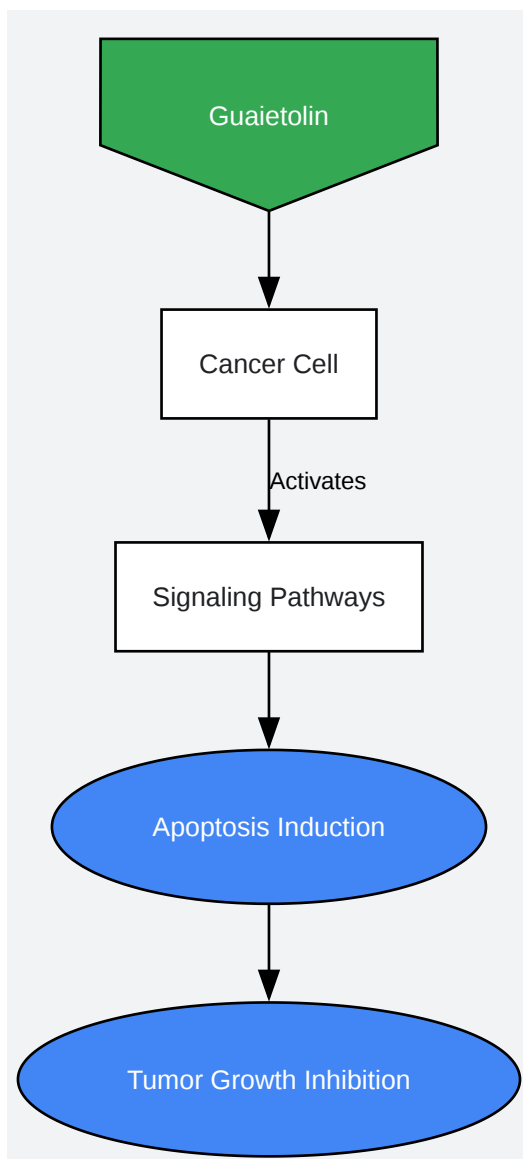 Guaietolin
Cancer Cell
Activates
Signaling Pathways
Apoptosis Induction
Tumor Growth Inhibition